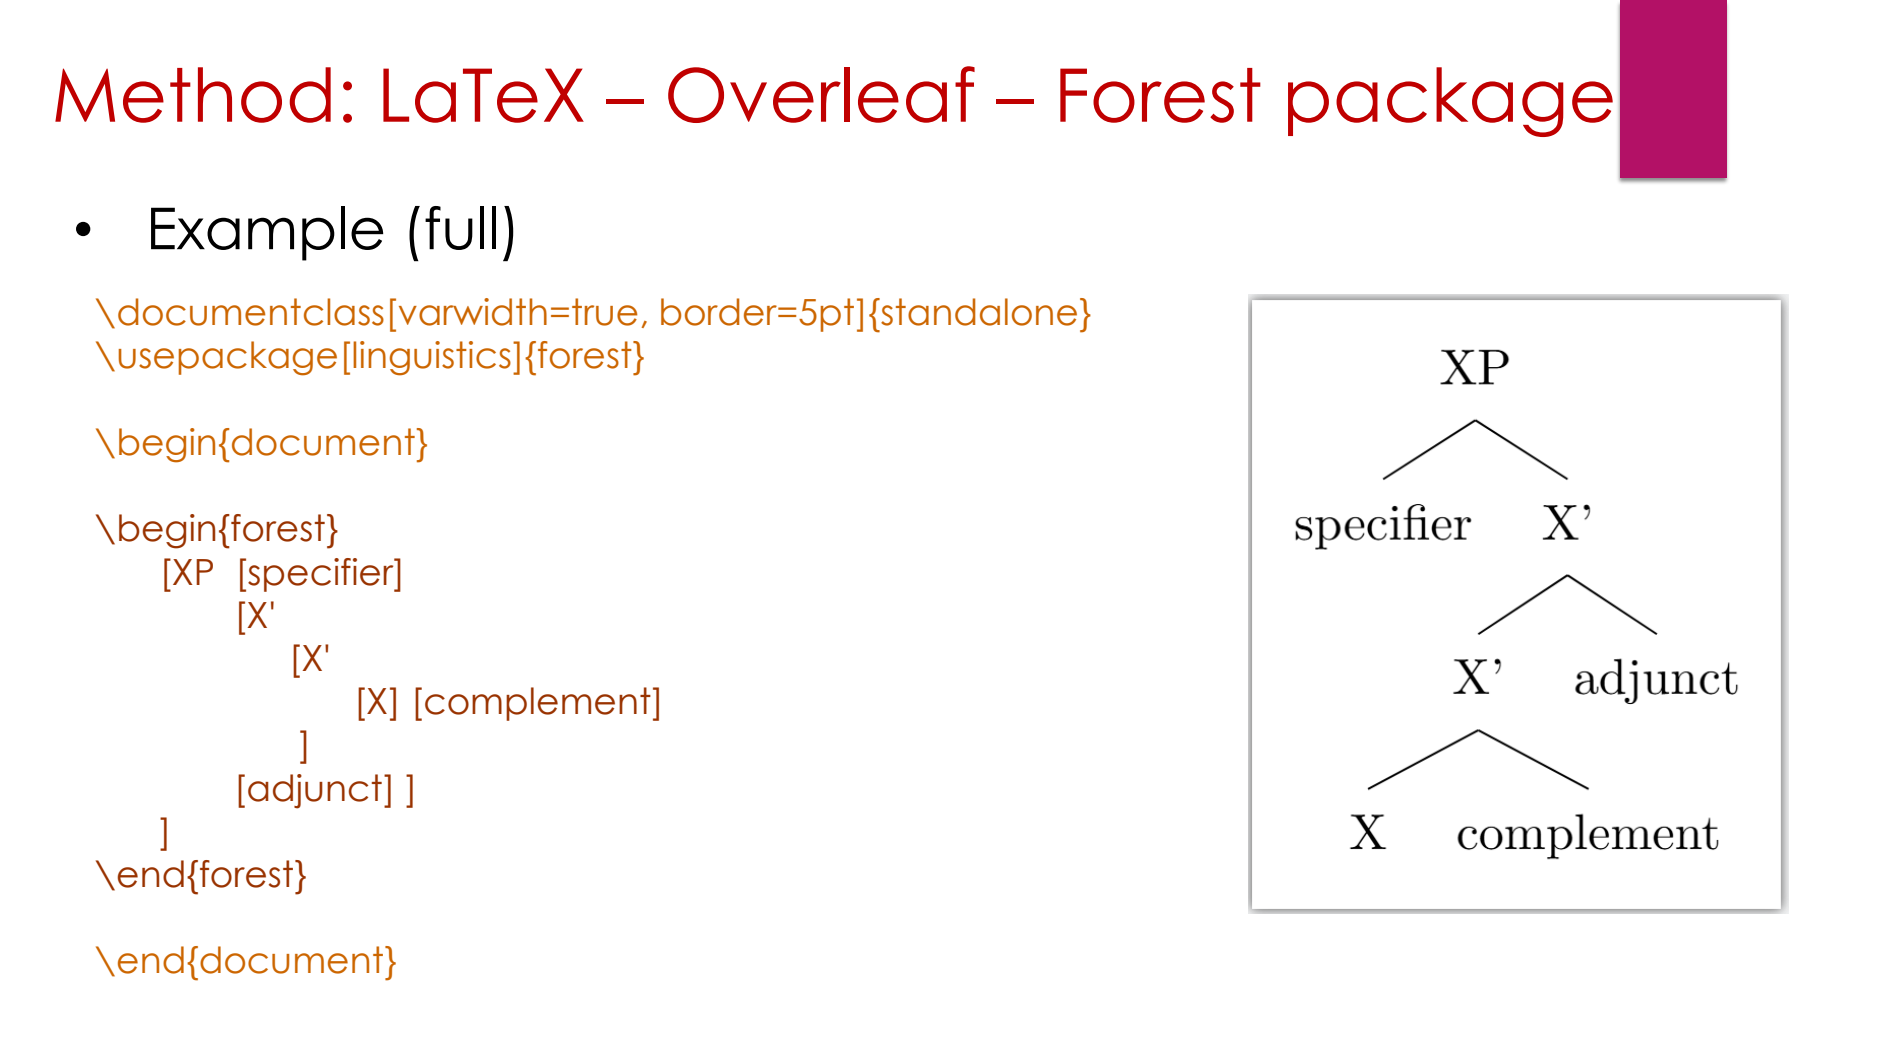 Method: LaTeX – Overleaf – Forest package
• Example (full)
\documentclass[varwidth=true, border=5pt]{standalone}
\usepackage[linguistics]{forest}
\begin{document}
\begin{forest}
[XP [specifier]
[X'
[X'
[X] [complement]
]
[adjunct] ]
]
\end{forest}
\end{document}
XP
specifier X’
X’ adjunct
X complement